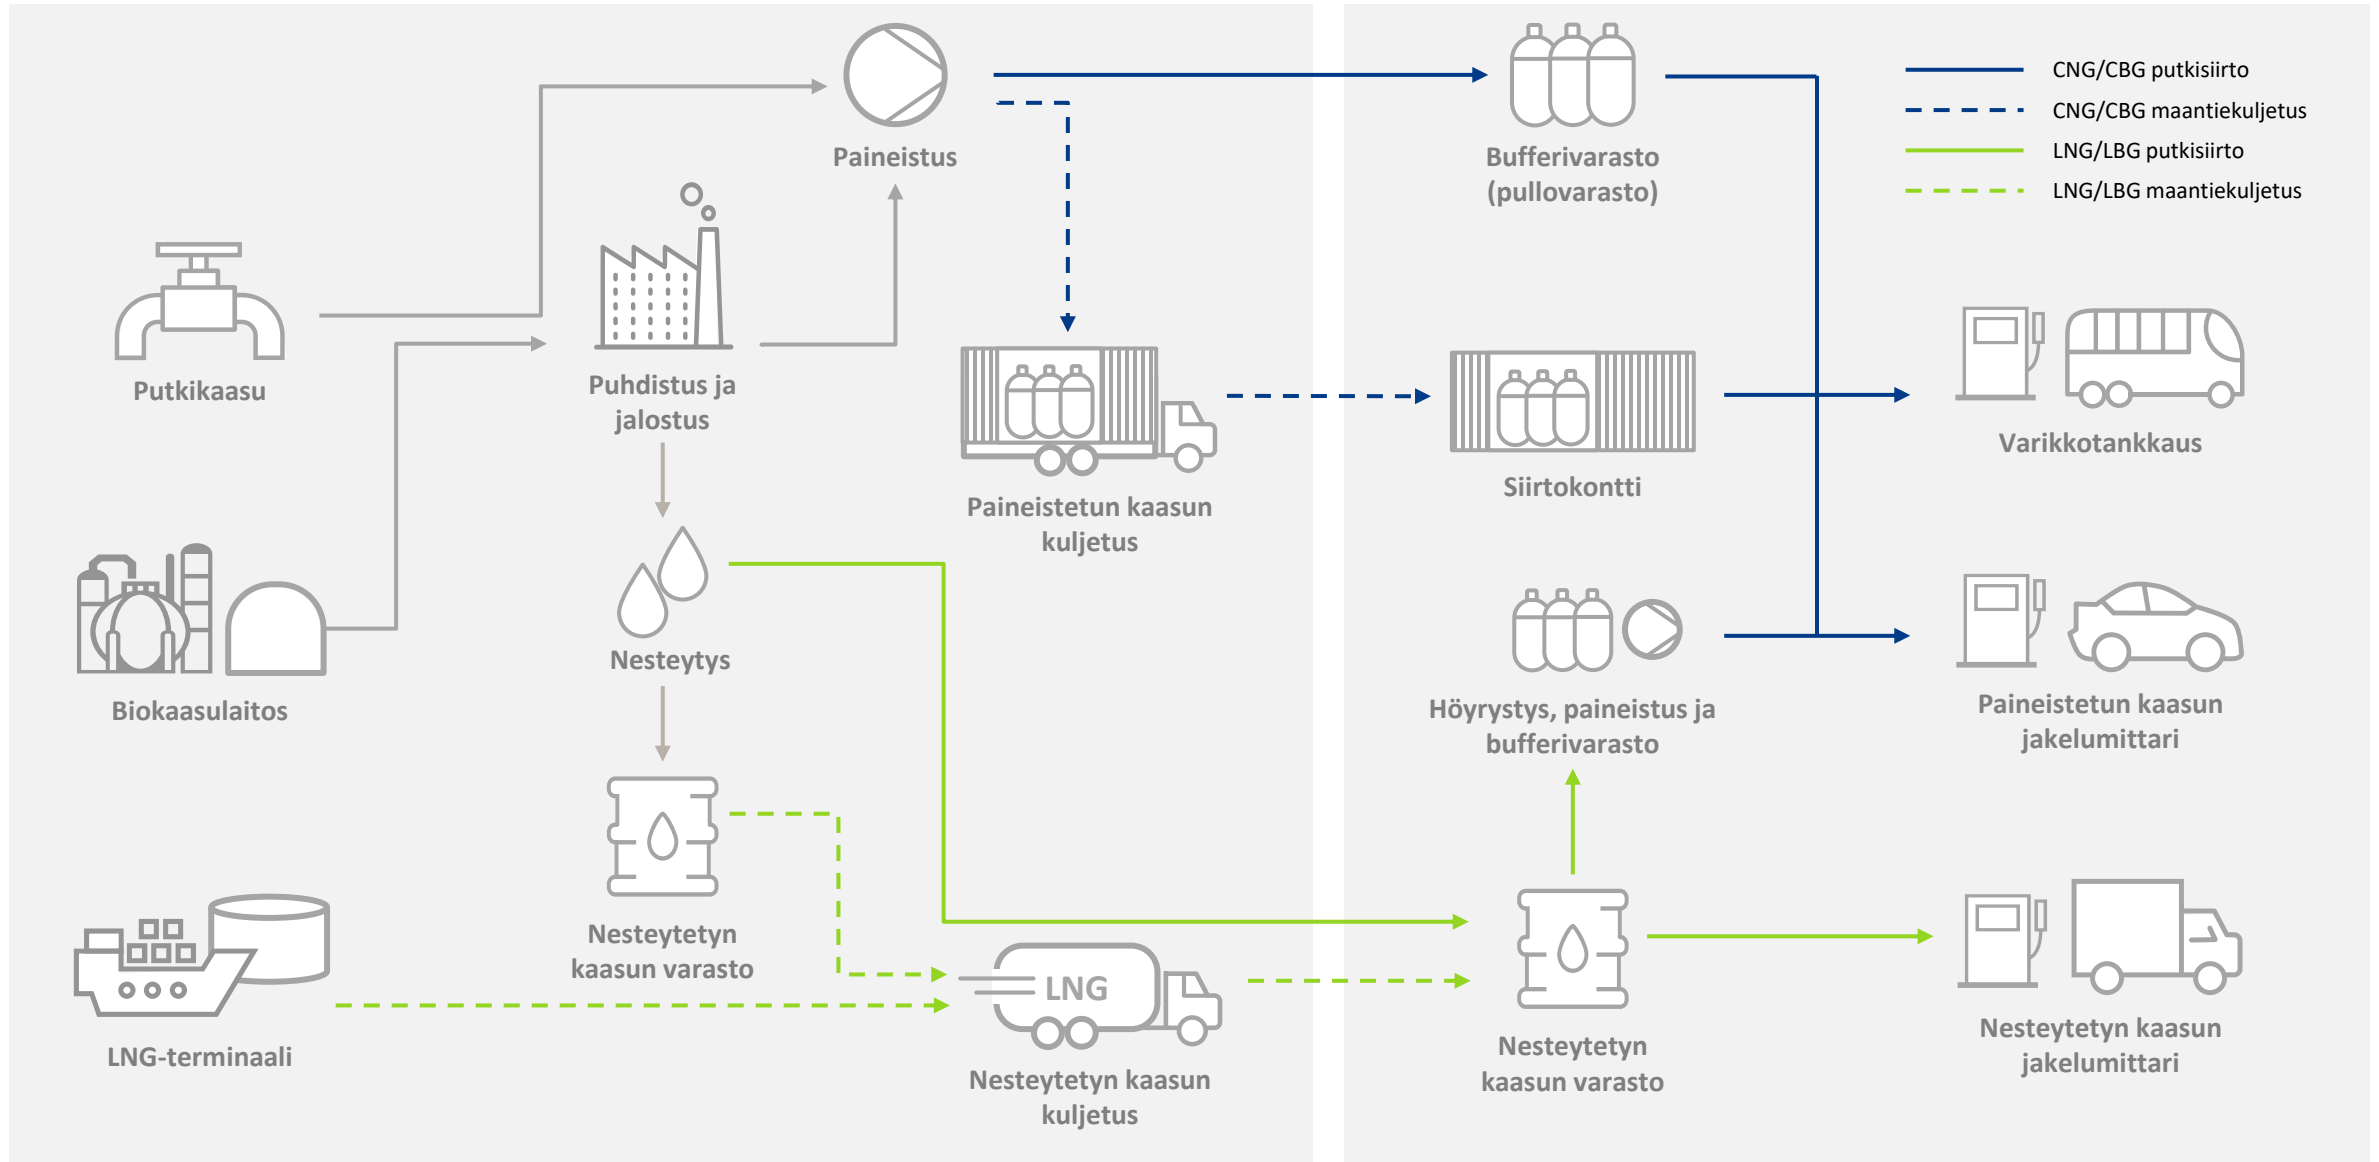 CNG/CBG putkisiirto
CNG/CBG maantiekuljetus
LNG/LBG putkisiirto
LNG/LBG maantiekuljetus
Paineistus
Bufferivarasto
(pullovarasto)
Putkikaasu
Puhdistus ja
jalostus
Paineistetun kaasun
kuljetus
Siirtokontti
Varikkotankkaus
Biokaasulaitos
Nesteytys
Höyrystys, paineistus ja
bufferivarasto
Paineistetun kaasun
jakelumittari
LNG-terminaali
Nesteytetyn
kaasun varasto
LNG
Nesteytetyn kaasun
kuljetus
Nesteytetyn
kaasun varasto
Nesteytetyn kaasun
jakelumittari